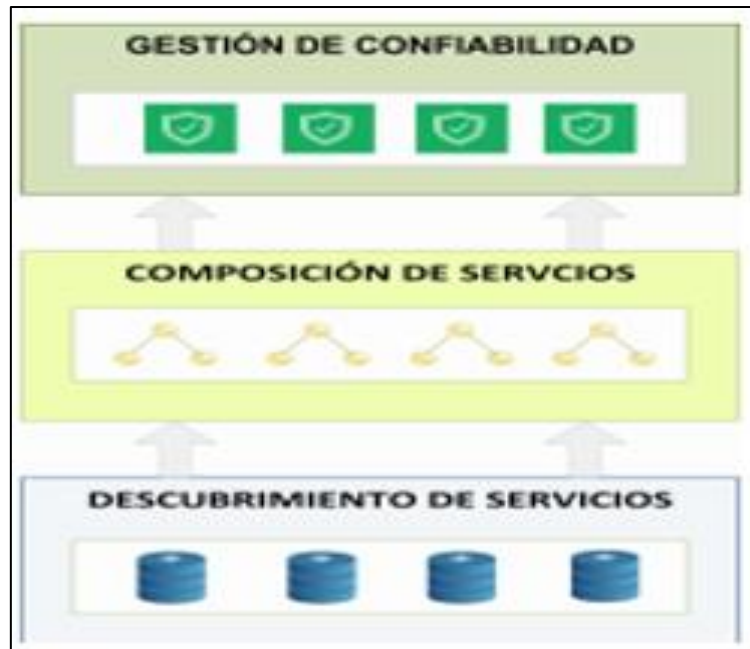 GESTIÓN DE CONFIABILIDAD
COMPOSICIÓN DE SERVCIOS
DESCUBRIMIENTO DE SERVICIOS